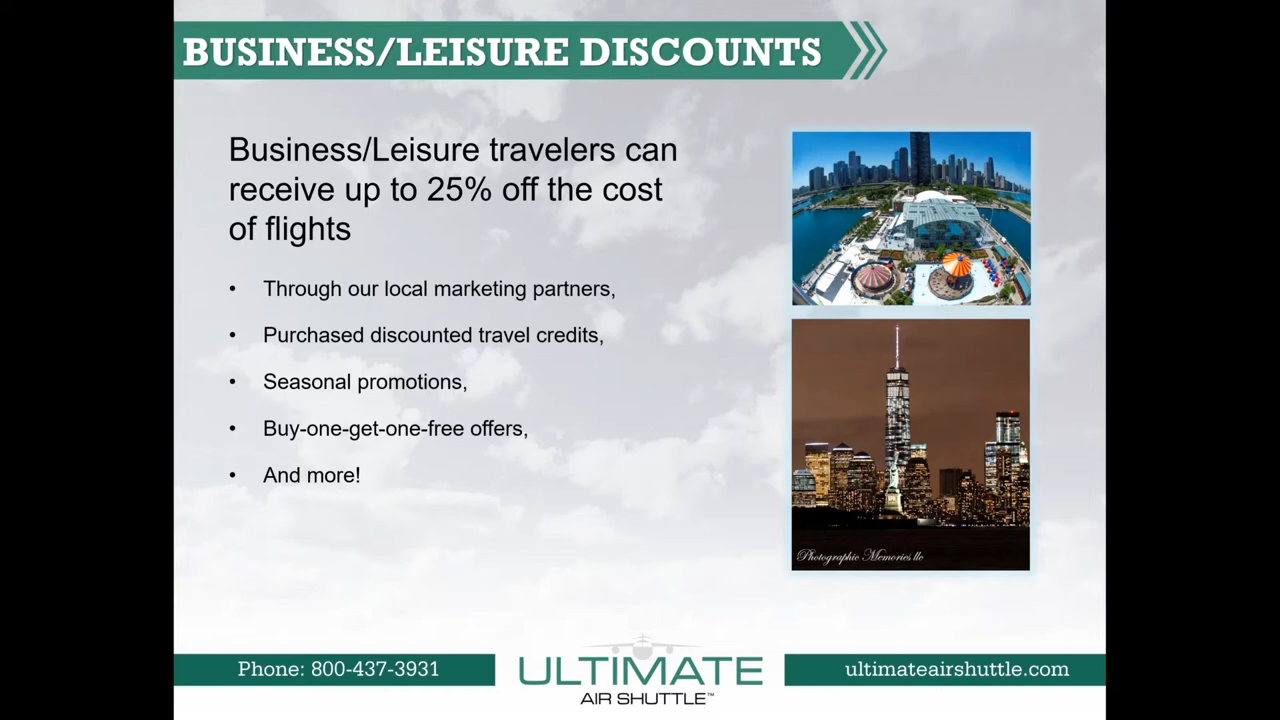 BUSINESS/LEISURE DISCOUNTS
Business/Leisure travelers can
receive up to 25% off the cost
of flights
• Through our local marketing partners,
• Purchased discounted travel credits,
• Seasonal promotions,
• Buy-one-get-one-free offers,
• And more!
Photographic Memories llc
Phone: 800-437-3931
ULTIMATE
AIR SHUTTLE™
ultimateairshuttle.com